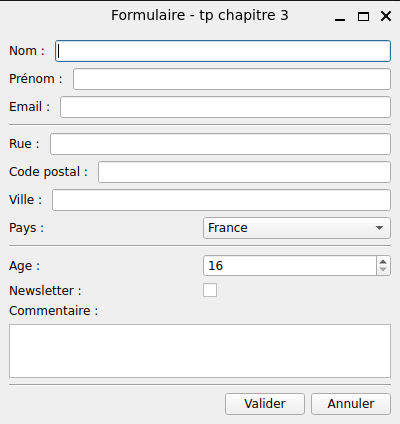 Formulaire - tp chapitre 3
Nom :
Prénom :
Email :
Rue :
Code postal :
Ville :
Pays : France
Age : 16
Newsletter :
Commentaire :
Valider Annuler